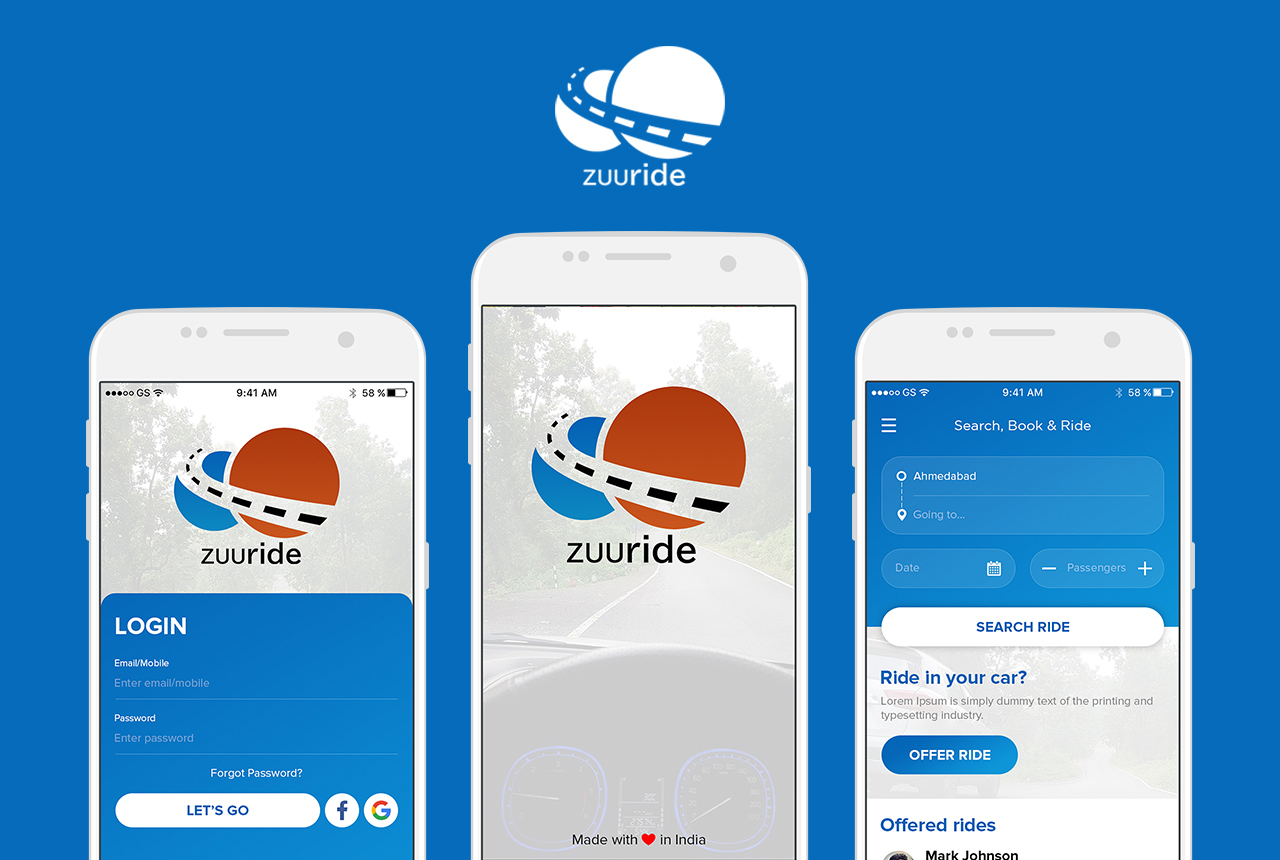 zuuride
GS 9:41 AM 58 %
zuuride
LOGIN
Email/Mobile
Enter email/mobile
Password
Enter password
Forgot Password?
LET'S GO
f G
zuuride
Made with ❤ in India
GS 9:41 AM 58 %
Search, Book & Ride
Ahmedabad
Going to...
Date
Passengers
SEARCH RIDE
Ride in your car?
Lorem Ipsum is simply dummy text of the printing and
typesetting industry.
OFFER RIDE
Offered rides
Mark Johnson